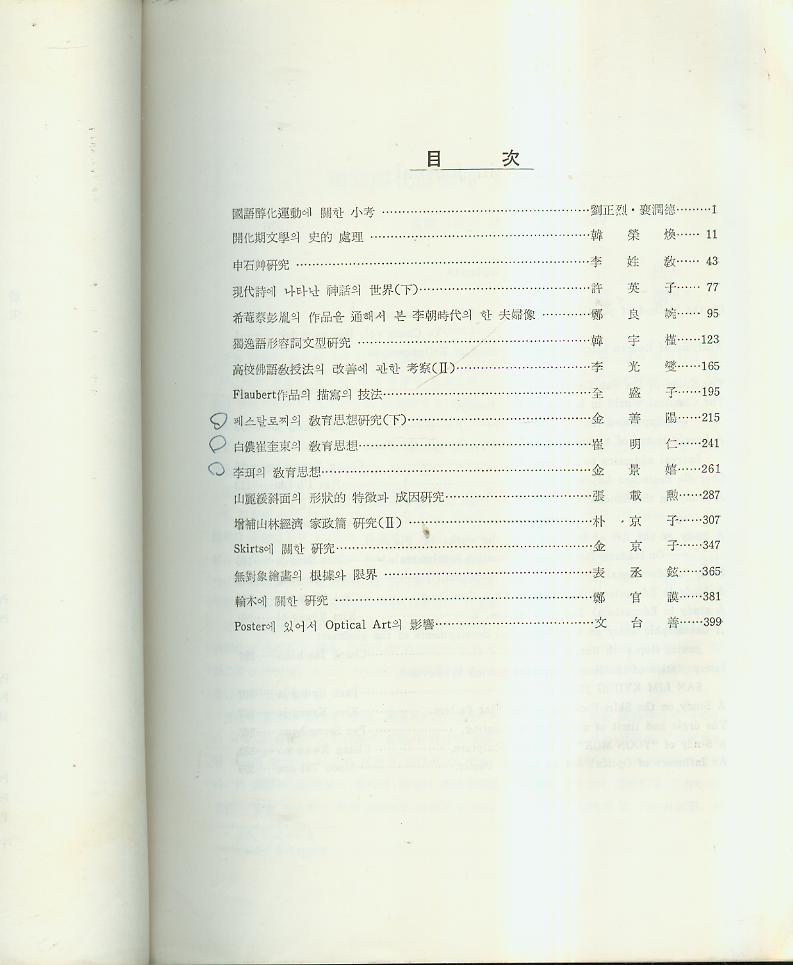 目 次
國語醇化運動에 關한 小考 ………… 劉正烈・裵潤德 ……… 1
開化期文學의 史的 處理 ………… 韓 榮 煥 …… 11
申石艸硏究 ………… 李 姓 敎 …… 43
現代詩에 나타난 神話의 世界(下) ………… 許 英 子 …… 77
希菴蔡彭胤의 作品을 通해서 본 李朝時代의 한 夫婦像 ………… 鄭 良 婉 …… 95
獨逸語形容詞文型硏究 ………… 韓 宇 槿 …… 123
高校佛語敎授法의 改善에 관한 考察(Ⅱ) ………… 李 光 燮 …… 165
Flaubert作品의 描寫의 技法 ………… 全 盛 子 …… 195
페스탈로찌의 敎育思想硏究(下) ………… 金 善 陽 …… 215
白儂崔奎東의 敎育思想 ………… 崔 明 仁 …… 241
李珥의 敎育思想 ………… 金 景 嬉 …… 261
山麗緩斜面의 形狀的 特徵과 成因硏究 ………… 張 載 勲 …… 287
增補山林經濟 家政篇 硏究(Ⅱ) ………… 朴 京 子 …… 307
Skirts에 關한 硏究 ………… 金 京 子 …… 347
無對象繪畫의 根據와 限界 ………… 表 丞 鉉 …… 365
輪木에 關한 硏究 ………… 鄭 官 謨 …… 381
Poster에 있어서 Optical Art의 影響 ………… 文 台 善 …… 399